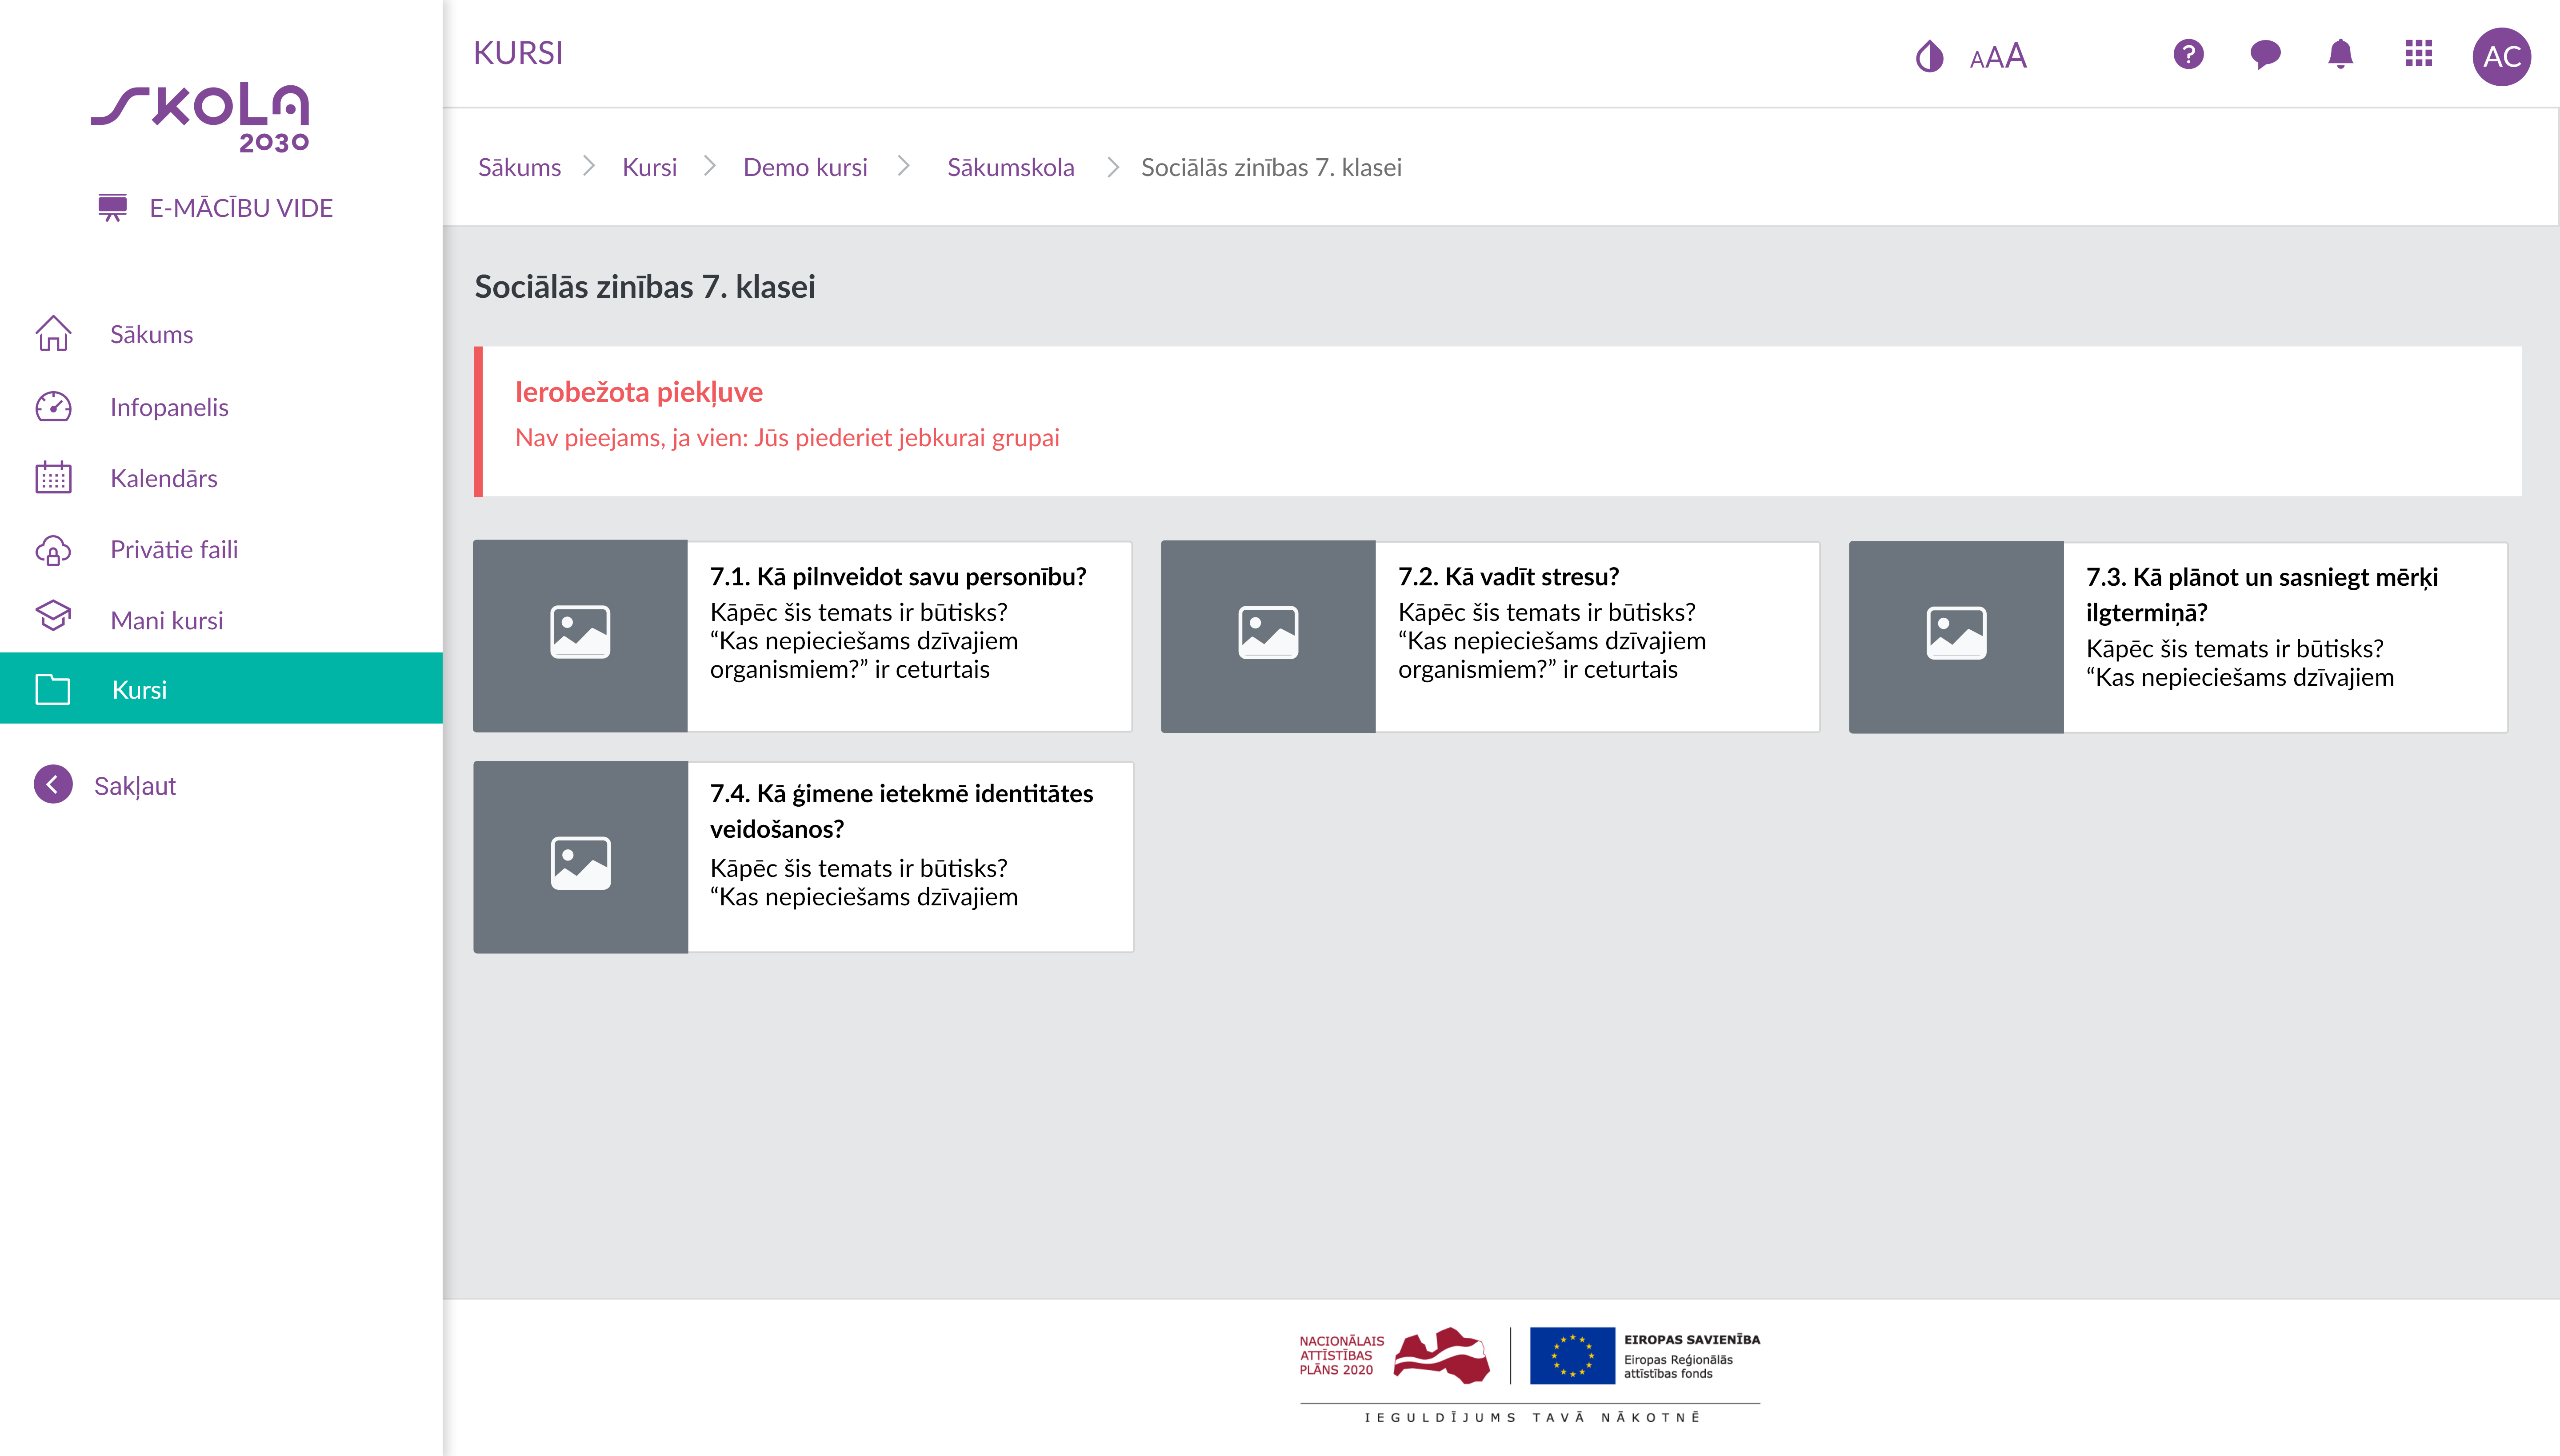 SKOLA
2030
E-MĀCĪBU VIDE
Sākums
Infopanelis
Kalendārs
Privātie faili
Mani kursi
Kursi
Sakļaut
KURSI
AAA
?
AC
Sākums
Kursi
Demo kursi
Sākumskola
Sociālās zinības 7. klasei
Sociālās zinības 7. klasei
Ierobežota piekļuve
Nav pieejams, ja vien: Jūs piederiet jebkurai grupai
7.1. Kā pilnveidot savu personību?
Kāpēc šis temats ir būtisks?
“Kas nepieciešams dzīvajiem
organismiem?” ir ceturtais
7.2. Kā vadīt stresu?
Kāpēc šis temats ir būtisks?
“Kas nepieciešams dzīvajiem
organismiem?” ir ceturtais
7.3. Kā plānot un sasniegt mērķi
ilgtermiņā?
Kāpēc šis temats ir būtisks?
“Kas nepieciešams dzīvajiem
7.4. Kā ģimene ietekmē identitātes
veidošanos?
Kāpēc šis temats ir būtisks?
“Kas nepieciešams dzīvajiem
NACIONĀLAIS
ATTĪSTĪBAS
PLĀNS 2020
EIROPAS SAVIENĪBA
Eiropas Reģionālās
attīstības fonds
IEGULDĪJUMS TAVĀ NĀKOTNĒ